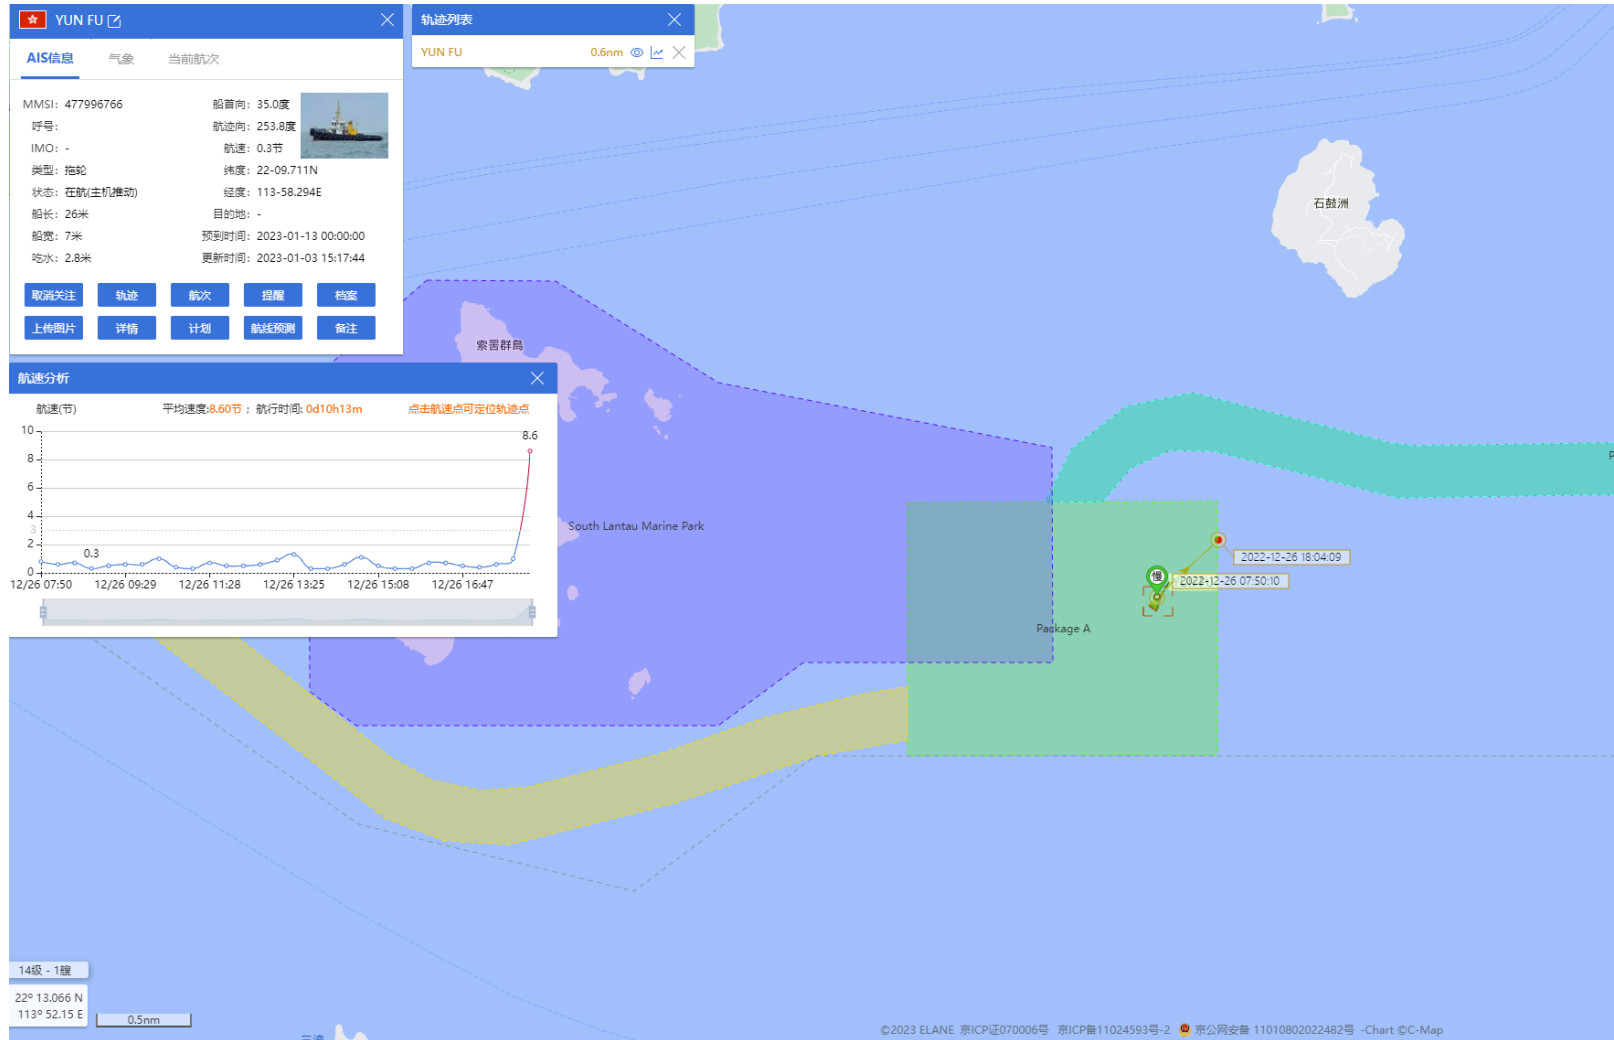 YUN FU
AIS信息 气象 当前航次
MMSI: 477996766 船首向: 35.0度
呼号: 航迹向: 253.8度
IMO: - 航速: 0.3节
类型: 拖轮 纬度: 22-09.711N
状态: 在航(主机推动) 经度: 113-58.294E
船长: 26米 目的地: -
船宽: 7米 预到时间: 2023-01-13 00:00:00
吃水: 2.8米 更新时间: 2023-01-03 15:17:44
取消关注 轨迹 航次 提醒 档案
上传图片 详情 计划 航线预测 备注
轨迹列表
YUN FU 0.6nm
石鼓洲
索罟群島
航速分析
航速(节) 平均速度:8.60节 ; 航行时间: 0d10h13m 点击航速点可定位轨迹点
10
8.6
8
6
4
3
2
0.3
0
12/26 07:50 12/26 09:29 12/26 11:28 12/26 13:25 12/26 15:08 12/26 16:47
South Lantau Marine Park
P
2022-12-26 18:04:09
慢
2022-12-26 07:50:10
Package A
14级 - 1艘
22º 13.066 N
113º 52.15 E
0.5nm
©2023 ELANE 京ICP证070006号 京ICP备11024593号-2 京公网安备 11010802022482号 -Chart ©C-Map